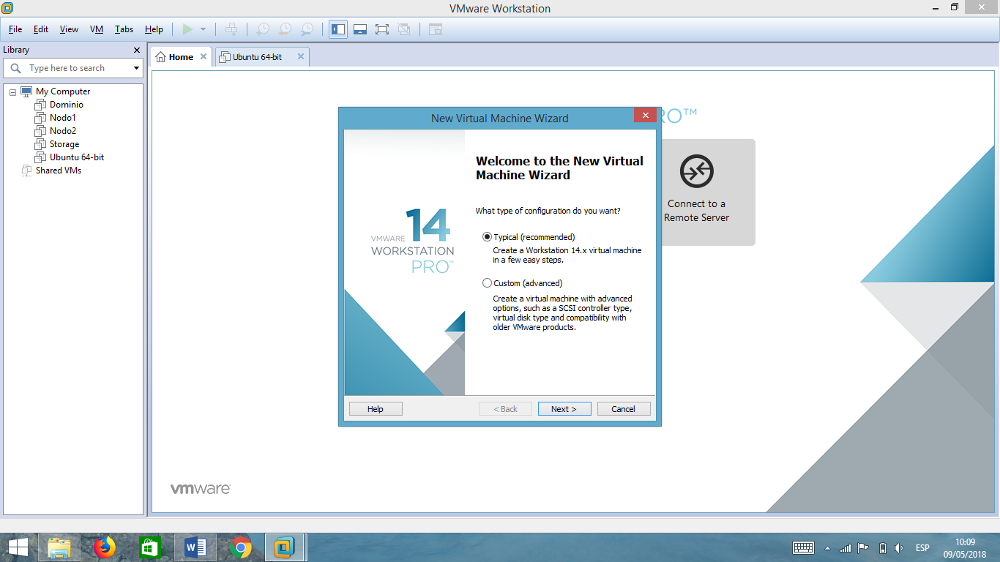 VMware Workstation
File Edit View VM Tabs Help
Library
Type here to search
My Computer
Dominio
Nodo1
Nodo2
Storage
Ubuntu 64-bit
Shared VMs
Home
Ubuntu 64-bit
RO™
Connect to a
Remote Server
New Virtual Machine Wizard
14
VMWARE
WORKSTATION
PRO™
Welcome to the New Virtual
Machine Wizard
What type of configuration do you want?
Typical (recommended)
Create a Workstation 14.x virtual machine
in a few easy steps.
Custom (advanced)
Create a virtual machine with advanced
options, such as a SCSI controller type,
virtual disk type and compatibility with
older VMware products.
Help < Back Next > Cancel
vmware
ESP
10:09
09/05/2018